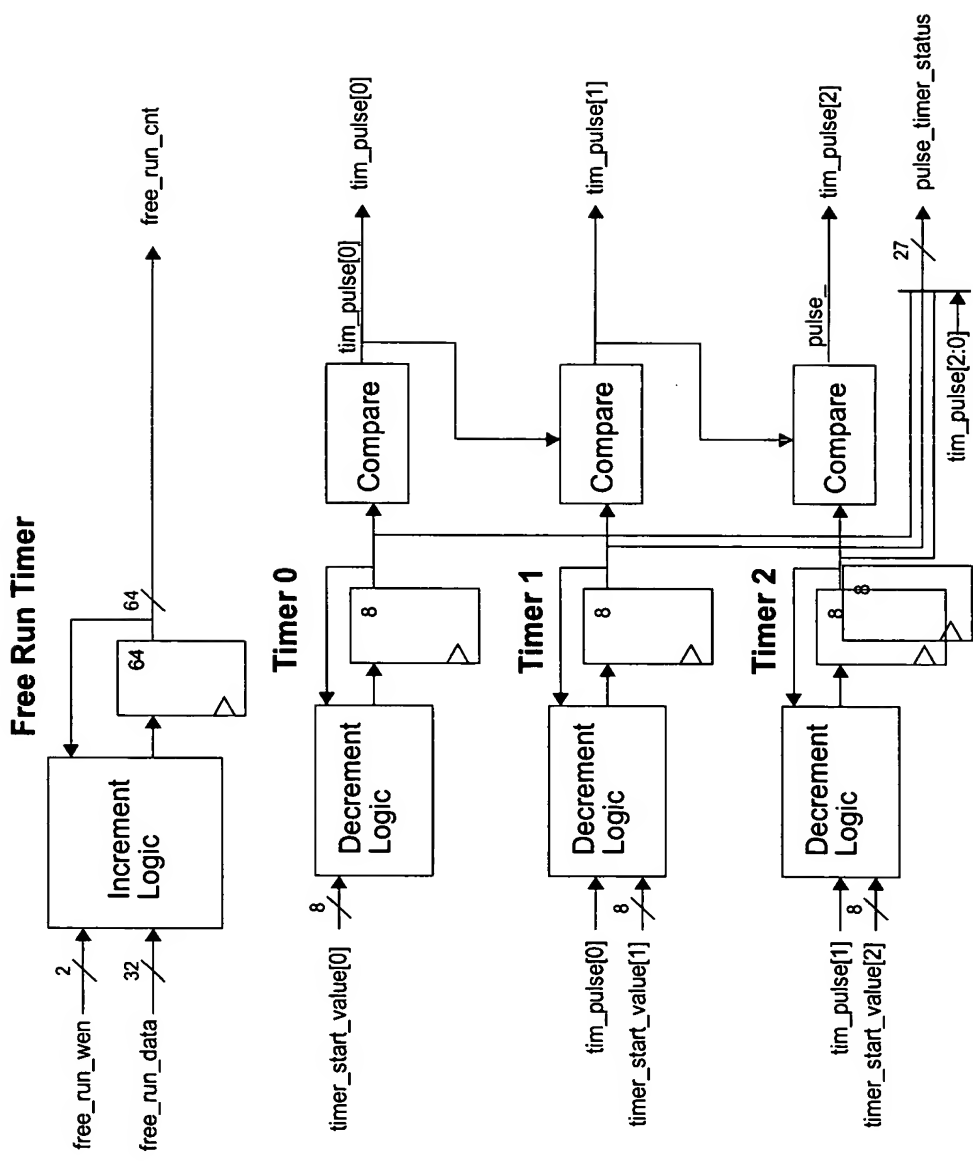 Free Run Timer
free_run_wen
2
free_run_data
32
Increment
Logic
64
64
free_run_cnt
Timer 0
timer_start_value[0]
8
Decrement
Logic
8
Compare
tim_pulse[0]
tim_pulse[0]
Timer 1
tim_pulse[0]
timer_start_value[1]
8
Decrement
Logic
8
Compare
tim_pulse[1]
Timer 2
tim_pulse[1]
timer_start_value[2]
8
Decrement
Logic
8
8
Compare
pulse_
tim_pulse[2]
tim_pulse[2:0]
27
pulse_timer_status